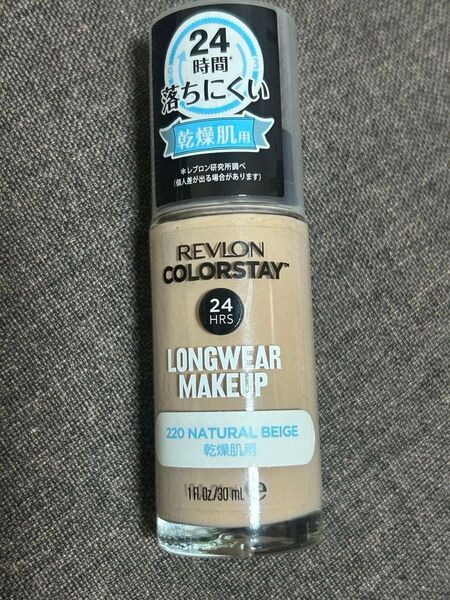 24
時間*
落ちにくい
乾燥肌用
*レブロン研究所調べ
(個人差が出る場合があります)
REVLON
COLORSTAY™
24
HRS
LONGWEAR
MAKEUP
220 NATURAL BEIGE
乾燥肌用
1 Fl. Oz./30 mL e